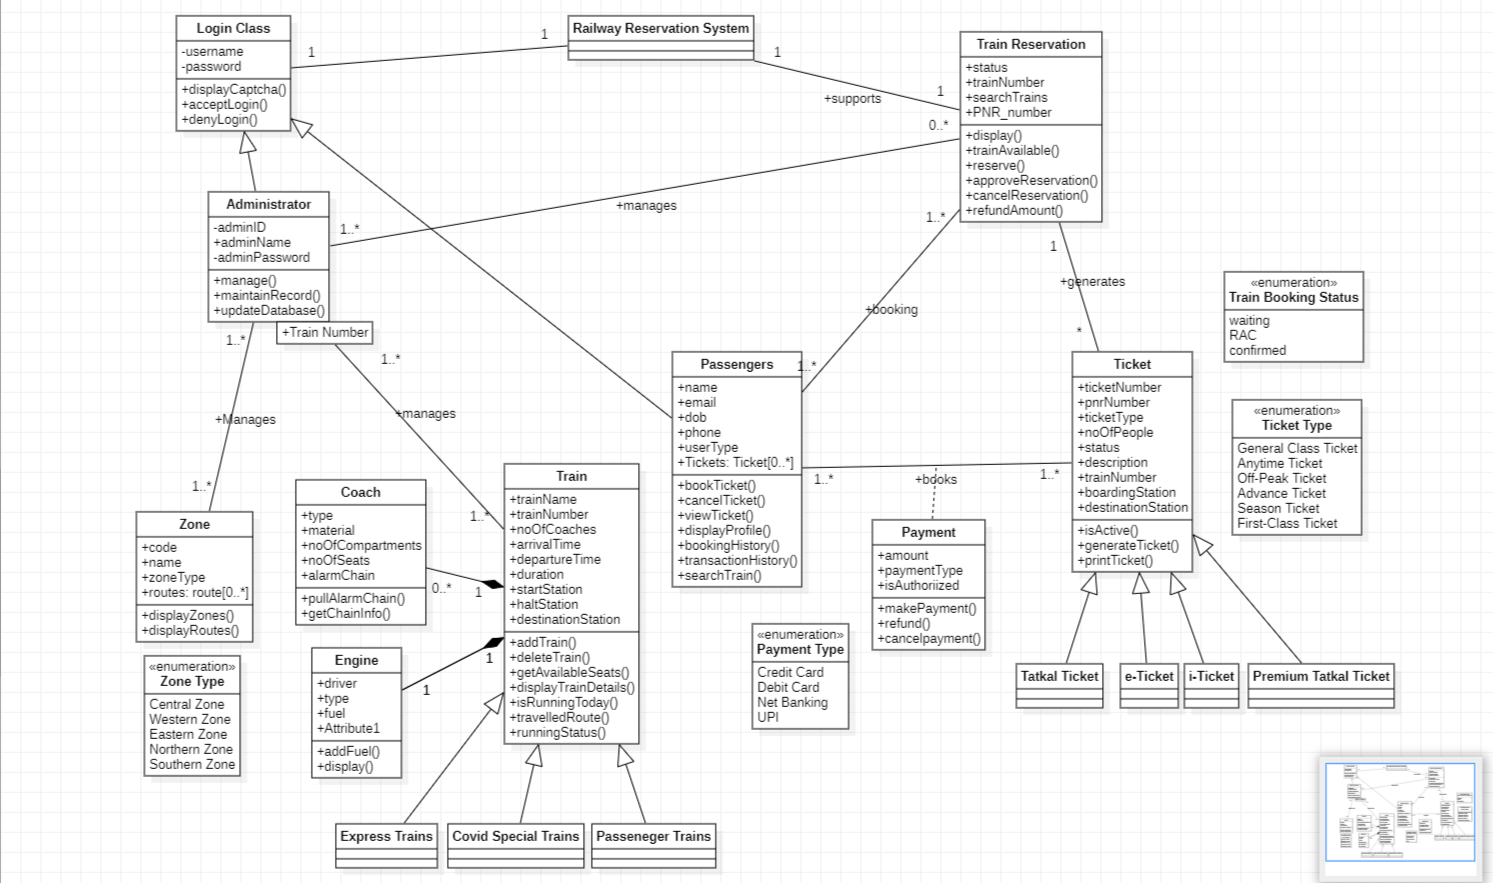 Login Class
-username
-password
+displayCaptcha()
+acceptLogin()
+denyLogin()
1
1
Railway Reservation System
1
+supports
1
Train Reservation
+status
+trainNumber
+searchTrains
+PNR_number
+display()
+trainAvailable()
+reserve()
+approveReservation()
+cancelReservation()
+refundAmount()
0..*
+manages
1..*
Administrator
-adminID
+adminName
-adminPassword
+manage()
+maintainRecord()
+updateDatabase()
+Train Number
1..*
1..*
+Manages
+manages
1..*
1..*
1..*
+booking
1..*
1
+generates
*
«enumeration»
Train Booking Status
waiting
RAC
confirmed
Passengers
+name
+email
+dob
+phone
+userType
+Tickets: Ticket[0..*]
+bookTicket()
+cancelTicket()
+viewTicket()
+displayProfile()
+bookingHistory()
+transactionHistory()
+searchTrain()
1..*
+books
1..*
Ticket
+ticketNumber
+pnrNumber
+ticketType
+noOfPeople
+status
+description
+trainNumber
+boardingStation
+destinationStation
+isActive()
+generateTicket()
+printTicket()
«enumeration»
Ticket Type
General Class Ticket
Anytime Ticket
Off-Peak Ticket
Advance Ticket
Season Ticket
First-Class Ticket
Zone
+code
+name
+zoneType
+routes: route[0..*]
+displayZones()
+displayRoutes()
Coach
+type
+material
+noOfCompartments
+noOfSeats
+alarmChain
+pullAlarmChain()
+getChainInfo()
0..*
1
Train
+trainName
+trainNumber
+noOfCoaches
+arrivalTime
+departureTime
+duration
+startStation
+haltStation
+destinationStation
+addTrain()
+deleteTrain()
+getAvailableSeats()
+displayTrainDetails()
+isRunningToday()
+travelledRoute()
+runningStatus()
Payment
+amount
+paymentType
+isAuthoriized
+makePayment()
+refund()
+cancelpayment()
«enumeration»
Zone Type
Central Zone
Western Zone
Eastern Zone
Northern Zone
Southern Zone
Engine
+driver
+type
+fuel
+Attribute1
+addFuel()
+display()
1
1
«enumeration»
Payment Type
Credit Card
Debit Card
Net Banking
UPI
Tatkal Ticket
e-Ticket
i-Ticket
Premium Tatkal Ticket
Express Trains
Covid Special Trains
Passeneger Trains